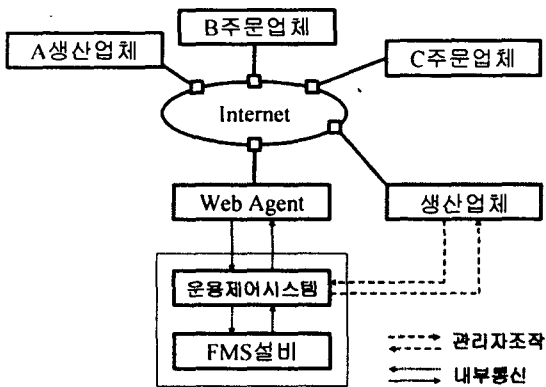 B주문업체
A생산업체
C주문업체
Internet
Web Agent
생산업체
운용제어시스템
FMS설비
관리자조작
내부통신